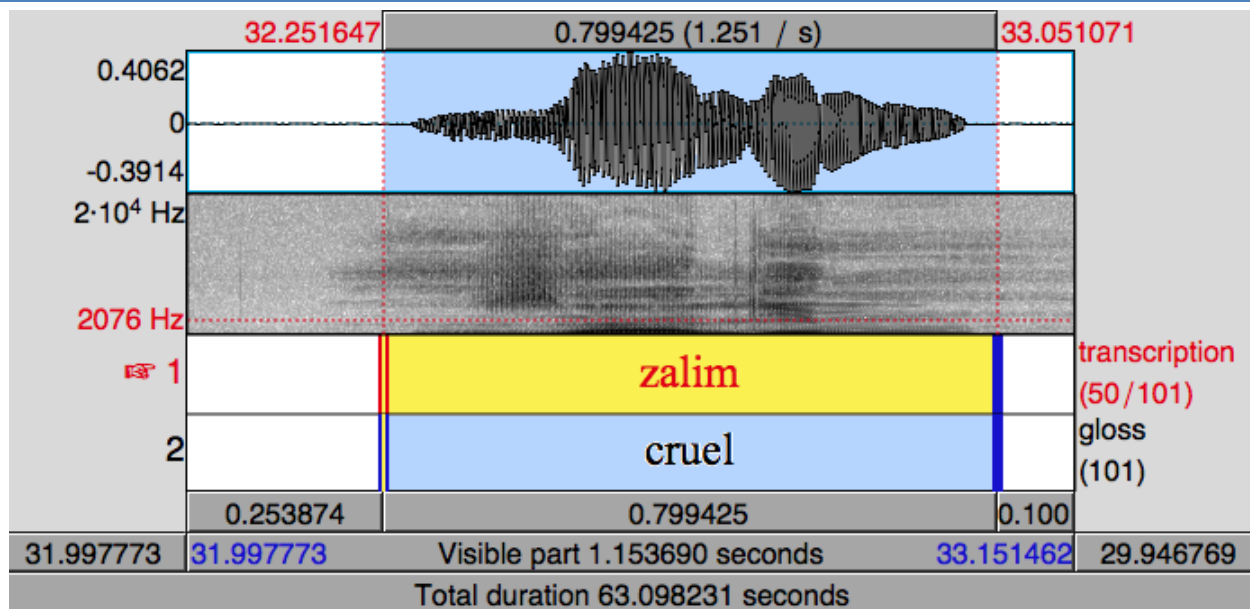 32.251647 0.799425 (1.251 / s) 33.051071
0.4062
0
-0.3914
2·10⁴ Hz
2076 Hz
☞ 1 zalim transcription
(50/101)
2 cruel gloss
(101)
0.253874 0.799425 0.100
31.997773 31.997773 Visible part 1.153690 seconds 33.151462 29.946769
Total duration 63.098231 seconds